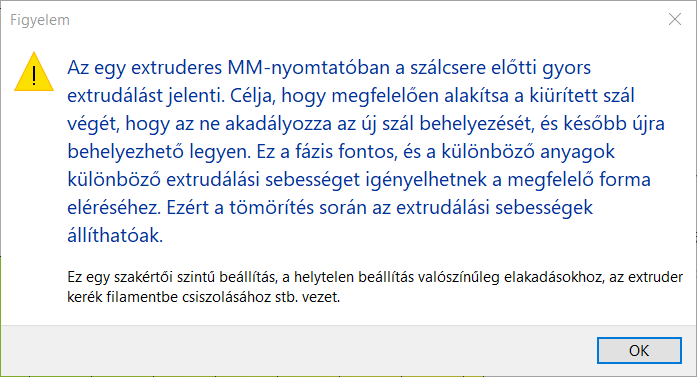 Figyelem
Az egy extruderes MM-nyomtatóban a szálcsere előtti gyors
extrudálást jelenti. Célja, hogy megfelelően alakítsa a kiürített szál
végét, hogy az ne akadályozza az új szál behelyezését, és később újra
behelyezhető legyen. Ez a fázis fontos, és a különböző anyagok
különböző extrudálási sebességet igényelhetnek a megfelelő forma
eléréséhez. Ezért a tömörítés során az extrudálási sebességek
állíthatóak.
Ez egy szakértői szintű beállítás, a helytelen beállítás valószínűleg elakadásokhoz, az extruder
kerék filamentbe csiszolásához stb. vezet.
OK